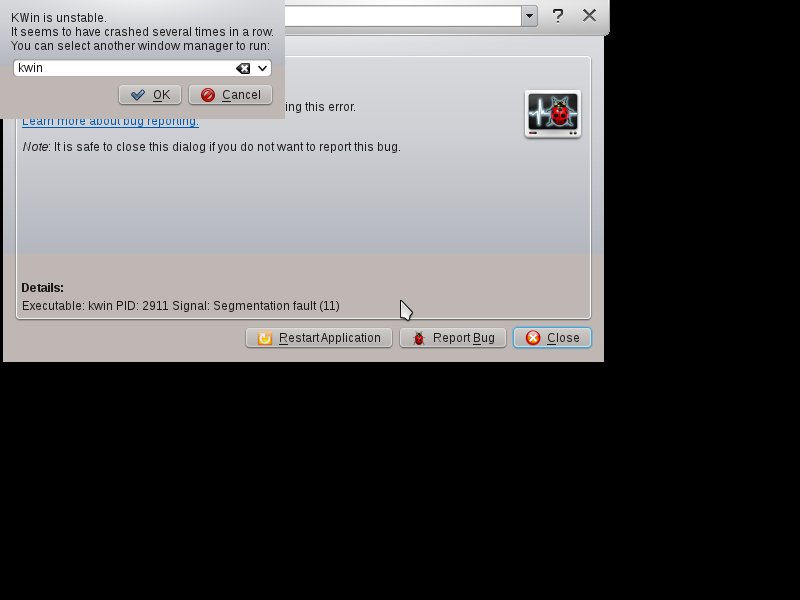 KWin is unstable.
It seems to have crashed several times in a row.
You can select another window manager to run:
kwin
OK
Cancel
?
ing this error.
Learn more about bug reporting.
Note: It is safe to close this dialog if you do not want to report this bug.
Details:
Executable: kwin PID: 2911 Signal: Segmentation fault (11)
Restart Application
Report Bug
Close